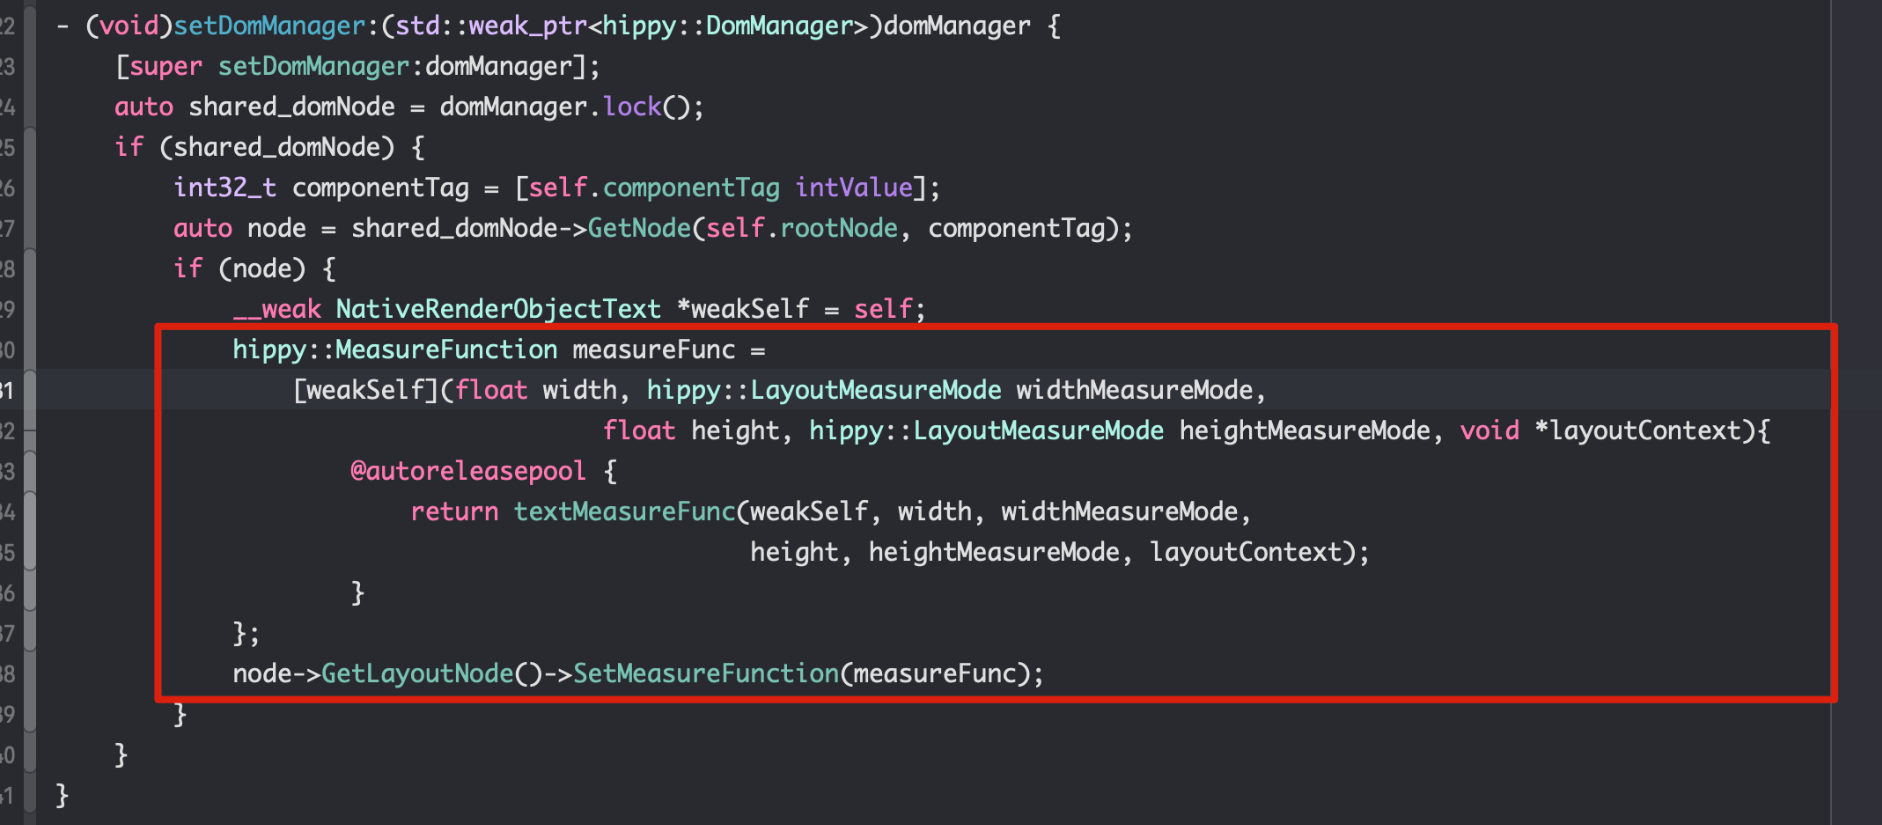 22 - (void)setDomManager:(std::weak_ptr<hippy::DomManager>)domManager {
23 [super setDomManager:domManager];
24 auto shared_domNode = domManager.lock();
25 if (shared_domNode) {
26 int32_t componentTag = [self.componentTag intValue];
27 auto node = shared_domNode->GetNode(self.rootNode, componentTag);
28 if (node) {
29 __weak NativeRenderObjectText *weakSelf = self;
30 hippy::MeasureFunction measureFunc =
31 [weakSelf](float width, hippy::LayoutMeasureMode widthMeasureMode,
32 float height, hippy::LayoutMeasureMode heightMeasureMode, void *layoutContext){
33 @autoreleasepool {
34 return textMeasureFunc(weakSelf, width, widthMeasureMode,
35 height, heightMeasureMode, layoutContext);
36 }
37 };
38 node->GetLayoutNode()->SetMeasureFunction(measureFunc);
39 }
40 }
41 }